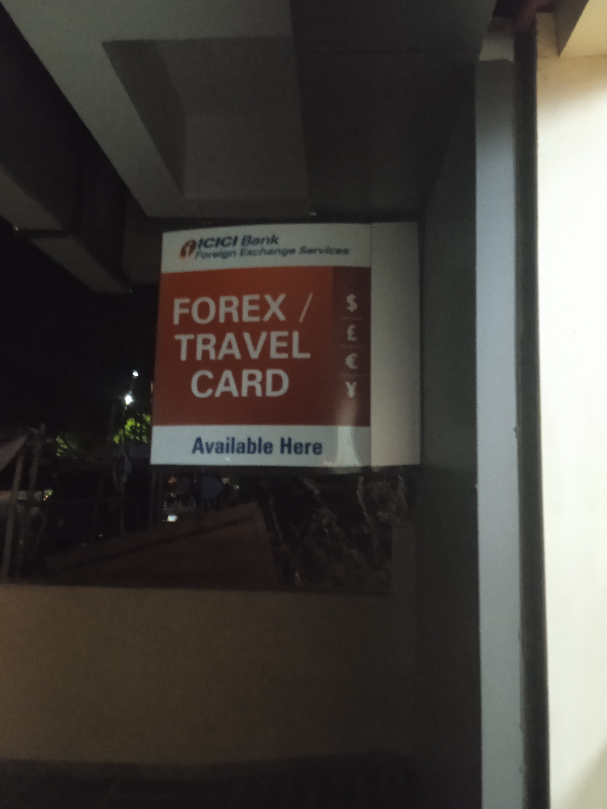 ICICI Bank
Foreign Exchange Services
FOREX /
TRAVEL
CARD
$
£
€
¥
Available Here